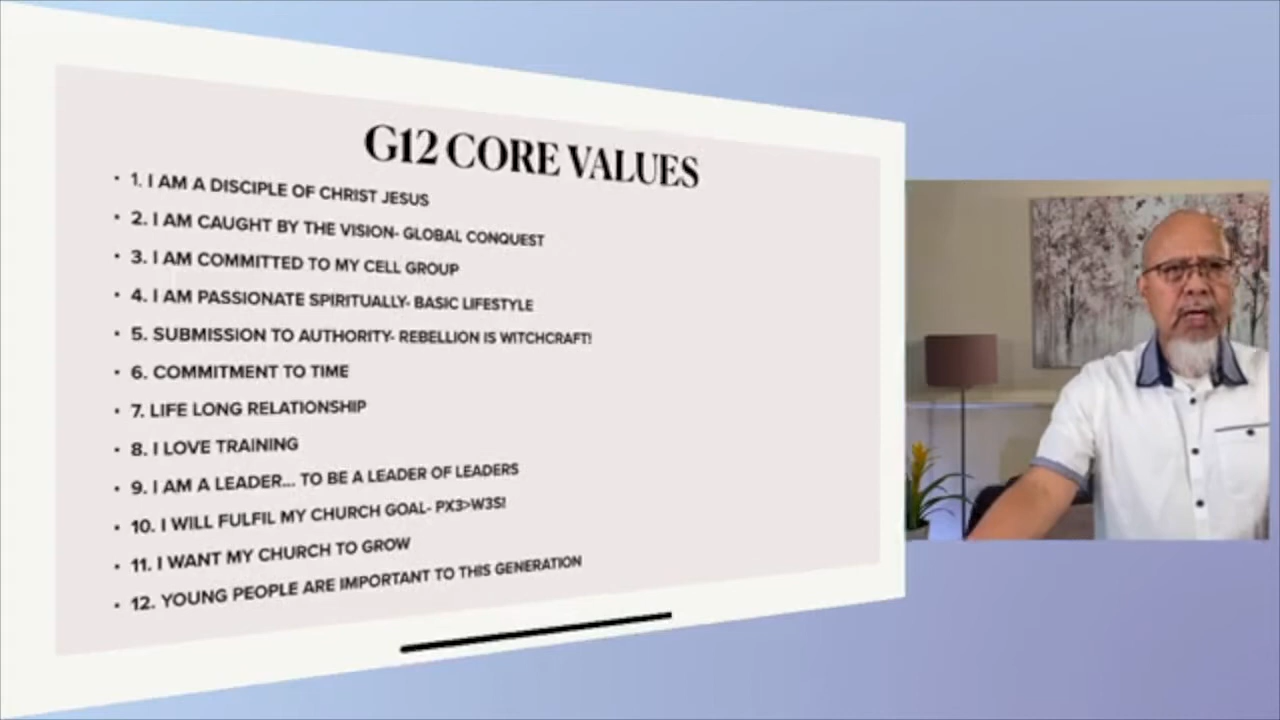 G12 CORE VALUES
• 1. I AM A DISCIPLE OF CHRIST JESUS
• 2. I AM CAUGHT BY THE VISION- GLOBAL CONQUEST
• 3. I AM COMMITTED TO MY CELL GROUP
• 4. I AM PASSIONATE SPIRITUALLY- BASIC LIFESTYLE
• 5. SUBMISSION TO AUTHORITY- REBELLION IS WITCHCRAFT!
• 6. COMMITMENT TO TIME
• 7. LIFE LONG RELATIONSHIP
• 8. I LOVE TRAINING
• 9. I AM A LEADER... TO BE A LEADER OF LEADERS
• 10. I WILL FULFIL MY CHURCH GOAL- PX3>W3S!
• 11. I WANT MY CHURCH TO GROW
• 12. YOUNG PEOPLE ARE IMPORTANT TO THIS GENERATION